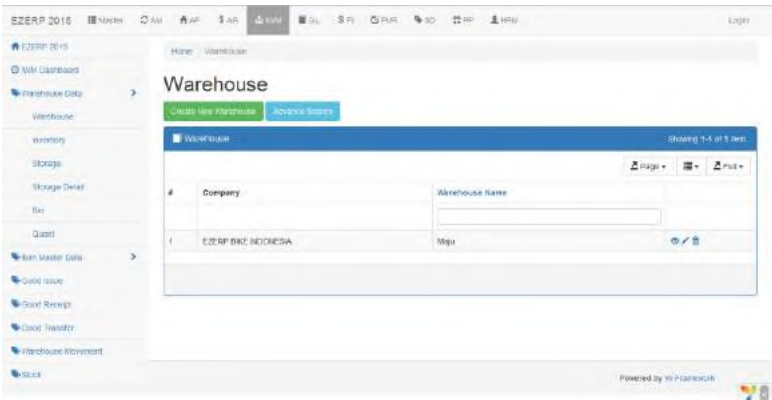 EZERP 2016 Master AM AP AR WM GL FI PUR SD PP HRM Login
EZERP 2016
WM Dashboard
Warehouse Data
Warehouse
Inventory
Storage
Storage Detail
Bin
Quant
Item Master Data
Good Issue
Good Receipt
Good Transfer
Warehouse Movement
Stock
Home Warehouse
Warehouse
Create New Warehouse Advance Search
Warehouse Showing 1-1 of 1 item.
Page Full
# Company Warehouse Name
1 EZERP BIKE INDONESIA Maju
Powered by Yii Framework